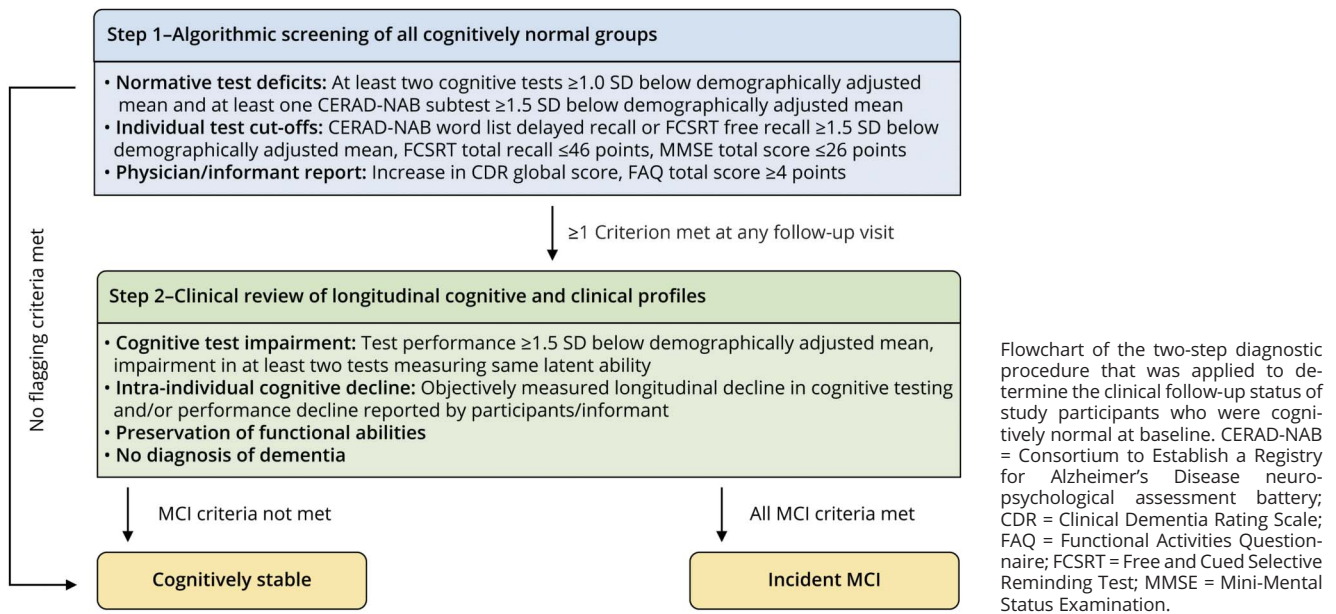 Step 1–Algorithmic screening of all cognitively normal groups
• Normative test deficits: At least two cognitive tests ≥1.0 SD below demographically adjusted
mean and at least one CERAD-NAB subtest ≥1.5 SD below demographically adjusted mean
• Individual test cut-offs: CERAD-NAB word list delayed recall or FCSRT free recall ≥1.5 SD below
demographically adjusted mean, FCSRT total recall ≤46 points, MMSE total score ≤26 points
• Physician/informant report: Increase in CDR global score, FAQ total score ≥4 points
No flagging criteria met
≥1 Criterion met at any follow-up visit
Step 2–Clinical review of longitudinal cognitive and clinical profiles
• Cognitive test impairment: Test performance ≥1.5 SD below demographically adjusted mean,
impairment in at least two tests measuring same latent ability
• Intra-individual cognitive decline: Objectively measured longitudinal decline in cognitive testing
and/or performance decline reported by participants/informant
• Preservation of functional abilities
• No diagnosis of dementia
MCI criteria not met
All MCI criteria met
Cognitively stable
Incident MCI
Flowchart of the two-step diagnostic
procedure that was applied to de-
termine the clinical follow-up status of
study participants who were cogni-
tively normal at baseline. CERAD-NAB
= Consortium to Establish a Registry
for Alzheimer's Disease neuro-
psychological assessment battery;
CDR = Clinical Dementia Rating Scale;
FAQ = Functional Activities Question-
naire; FCSRT = Free and Cued Selective
Reminding Test; MMSE = Mini-Mental
Status Examination.